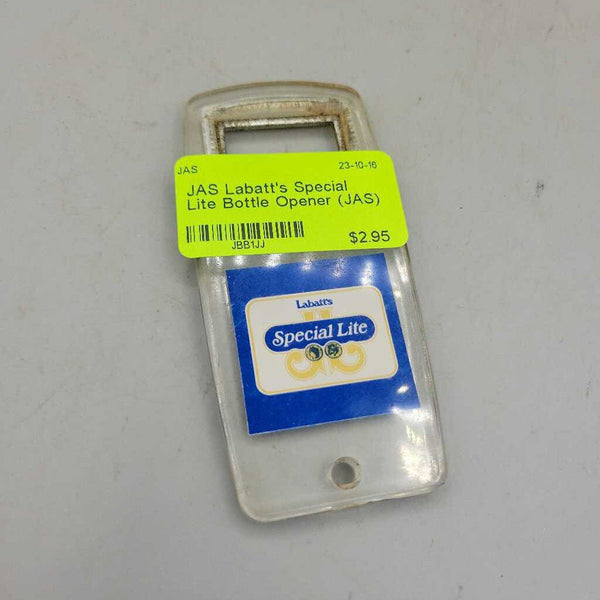 JAS 23-10-16
JAS Labatt's Special
Lite Bottle Opener (JAS)
JBB1JJ $2.95
Labatt's
Special Lite